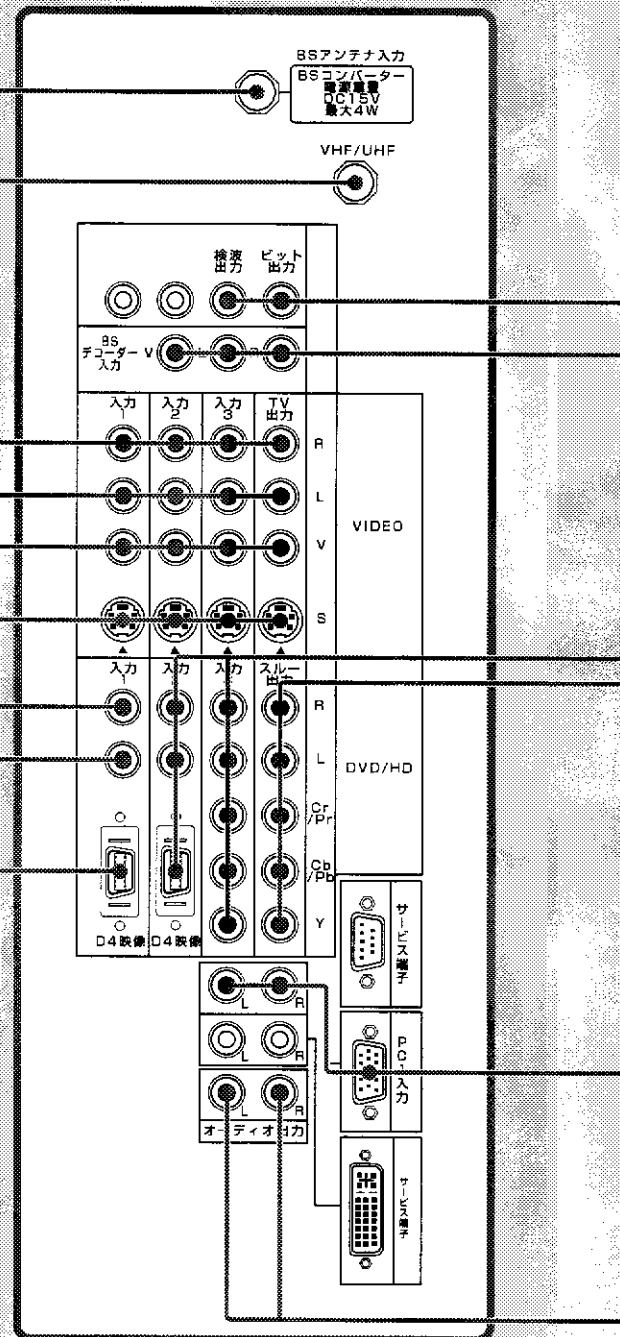 BSアンテナ入力
BSコンバーター
電源重畳
DC15V
最大4W
VHF/UHF
検波
出力
ビット
出力
BS
デコーダー
入力
V
入力
1
入力
2
入力
3
TV
出力
R
L
V
S
VIDEO
入力
1
入力
入力
スルー
出力
R
L
Cr
/Pr
Cb
/Pb
Y
DVD/HD
D4映像
D4映像
サービス端子
L
R
L
R
PC1入力
L
R
オーディオ出力
サービス端子